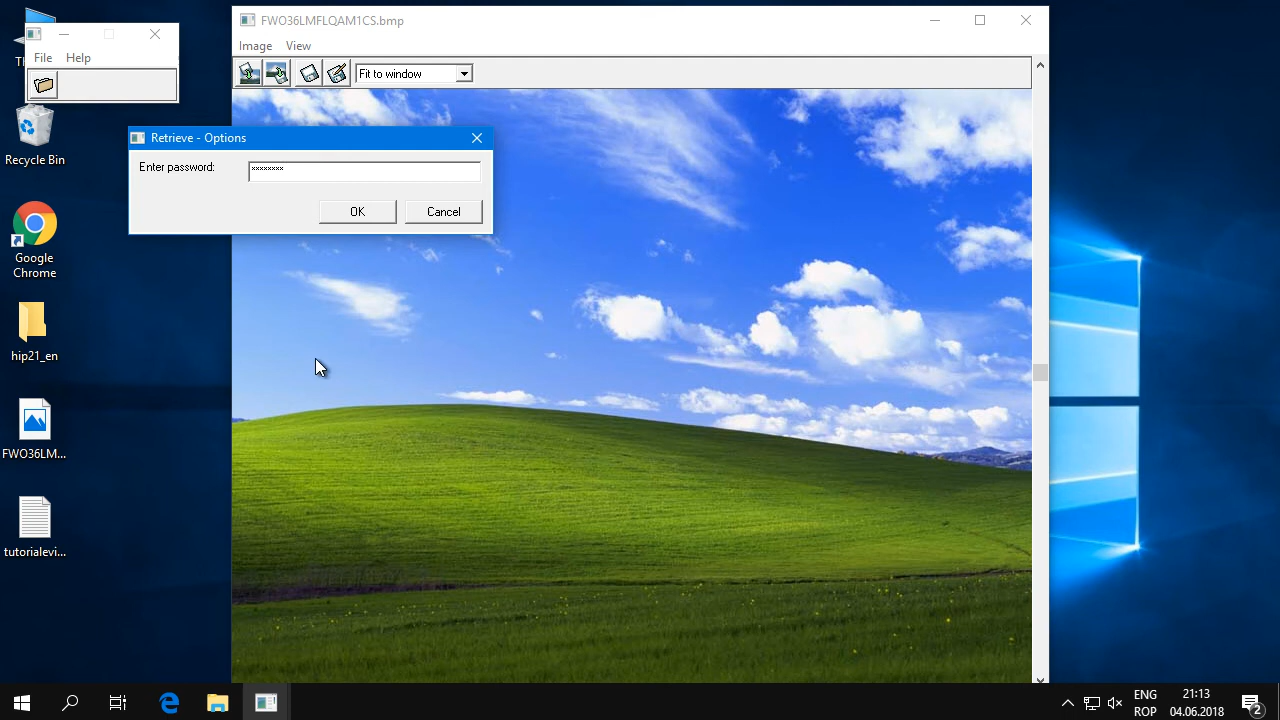 FWO36LMFLQAM1CS.bmp
Image View
Fit to window
File Help
Retrieve - Options
Enter password:
********
OK Cancel
Recycle Bin
Google
Chrome
hip21_en
FWO36LM...
tutorialevi...
ENG
ROP
21:13
04.06.2018
2